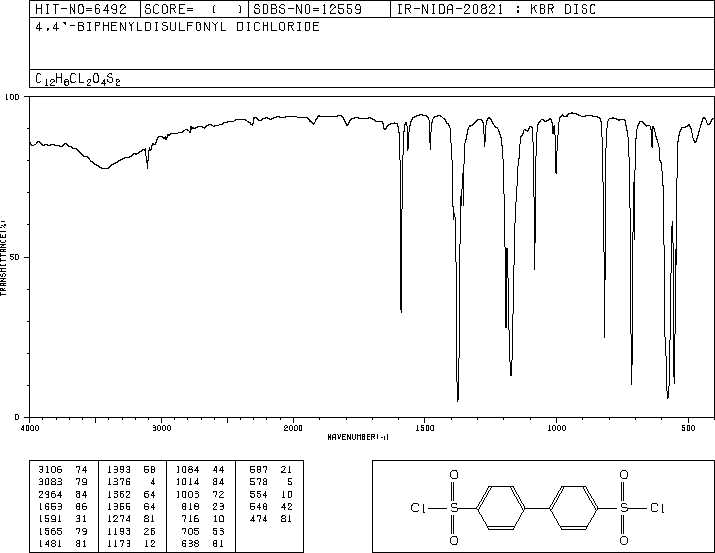 HIT-NO=6492 SCORE= ( ) SDBS-NO=12559 IR-NIDA-20821 : KBR DISC
4,4'-BIPHENYLDISULFONYL DICHLORIDE
C12H8CL2O4S2
100
50
0
TRANSMITTANCE(%)
4000 3000 2000 1500 1000 500
WAVENUMBER(-1)
3106 74 1393 60 1084 44 587 21
3083 79 1376 4 1014 84 578 5
2964 84 1362 64 1003 72 554 10
86 64 818 23 548 42
1591 31 1274 81 716 10 474 81
1565 79 1193 26 705 53
1481 81 1173 12 638 81
O O
Cl S S Cl
O O